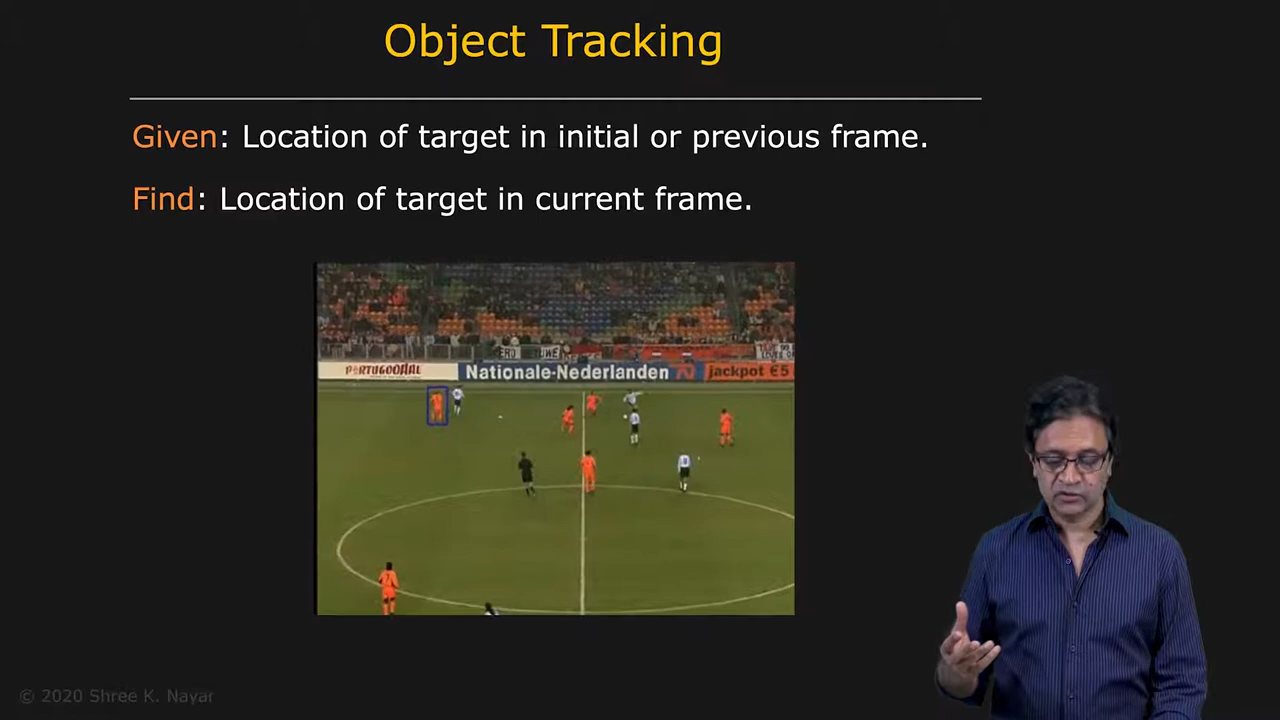 Object Tracking
Given: Location of target in initial or previous frame.
Find: Location of target in current frame.
PORTUGOOHAL
Nationale-Nederlanden
jackpot €5
© 2020 Shree K. Nayar